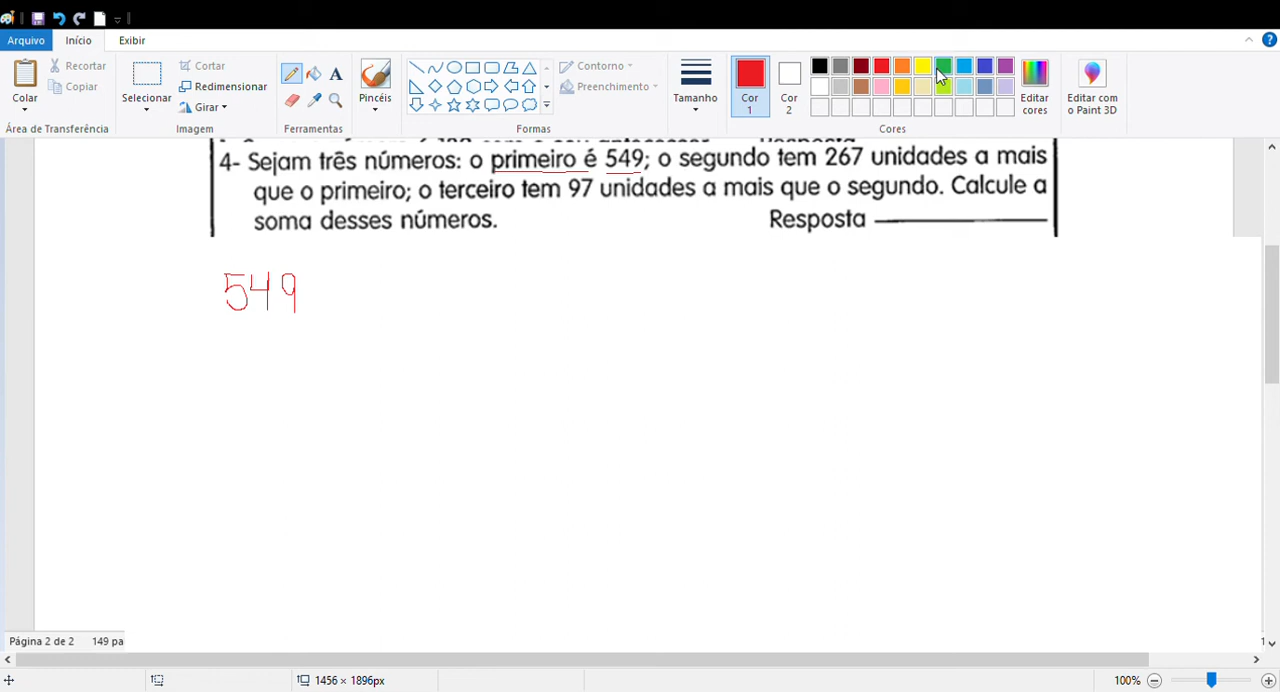 Arquivo Início Exibir
Colar
Recortar
Copiar
Área de Transferência
Selecionar
Cortar
Redimensionar
Girar
Imagem
A
Ferramentas
Pincéis
Contorno
Preenchimento
Formas
Tamanho
Cor 1
Cor 2
Editar cores
Cores
Editar com o Paint 3D
4- Sejam três números: o primeiro é 549; o segundo tem 267 unidades a mais
que o primeiro; o terceiro tem 97 unidades a mais que o segundo. Calcule a
soma desses números. Resposta
549
Página 2 de 2 149 pa
1456 × 1896px 100%